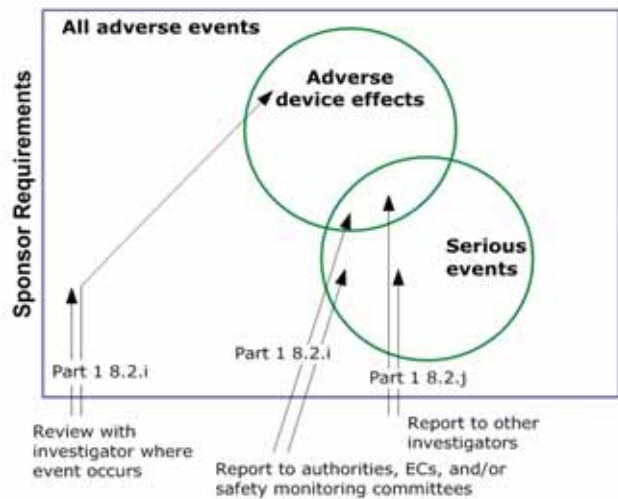 All adverse events
Adverse
device effects
Sponsor Requirements
Serious
events
Part 1 8.2.i
Part 1 8.2.i
Part 1 8.2.j
Review with
investigator where
event occurs
Report to authorities, ECs, and/or
safety monitoring committees
Report to other
investigators